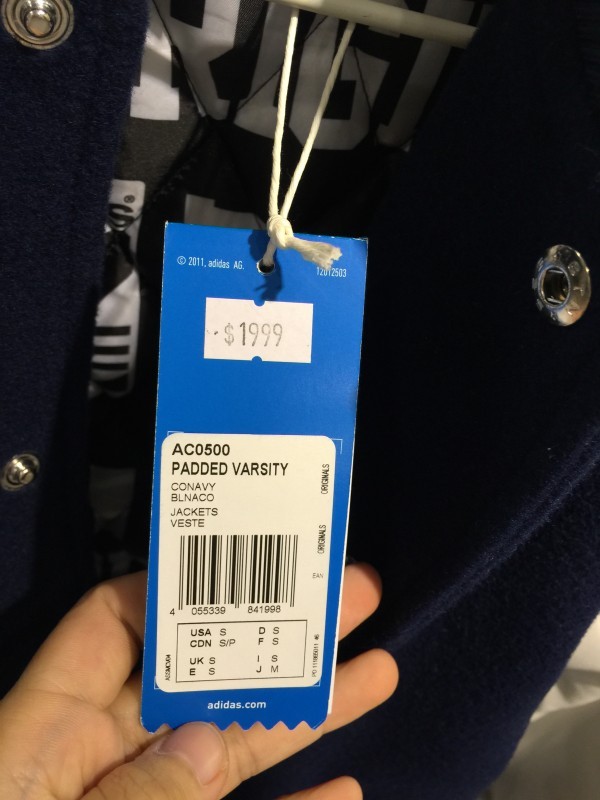 © 2011, adidas AG.
12012503
$1999
AC0500
PADDED VARSITY
CONAVY
BLNACO
JACKETS
VESTE
ORIGINALS
ORIGINALS
EAN
4 055339 841998
USA S D S
CDN S/P F S
UK S I S
E S J M
adidas.com